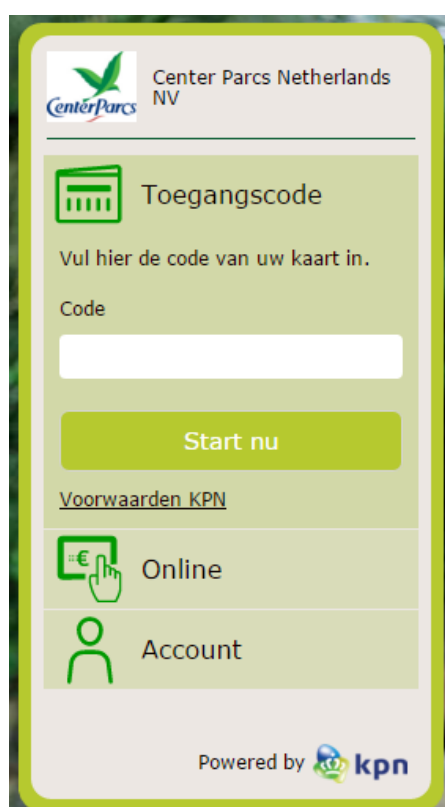 CenterParcs
Center Parcs Netherlands
NV
Toegangscode
Vul hier de code van uw kaart in.
Code
Start nu
Voorwaarden KPN
€
Online
Account
Powered by kpn